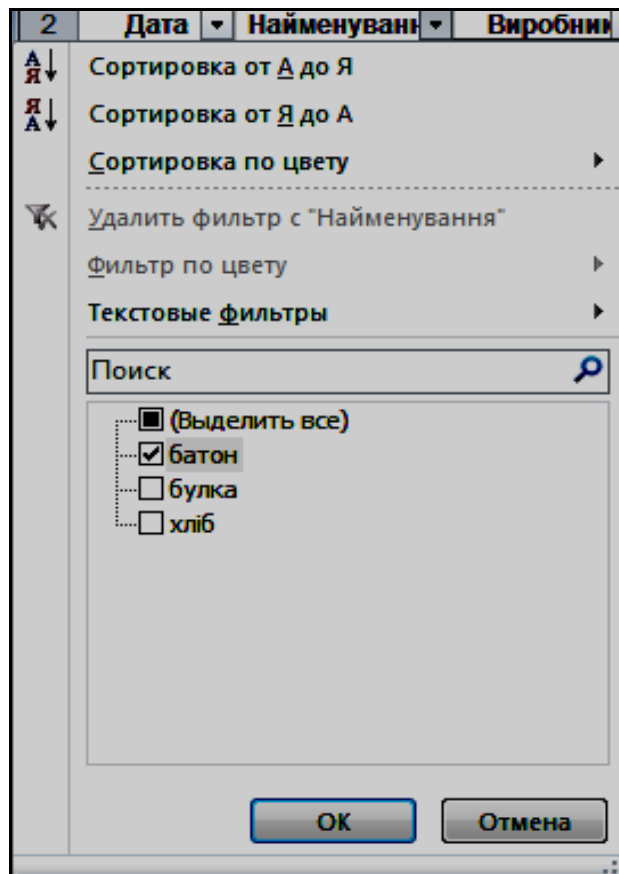 2 Дата Найменуванн Виробник
Сортировка от А до Я
Сортировка от Я до А
Сортировка по цвету
Удалить фильтр с "Найменування"
Фильтр по цвету
Текстовые фильтры
Поиск
(Выделить все)
батон
булка
хліб
ОК Отмена